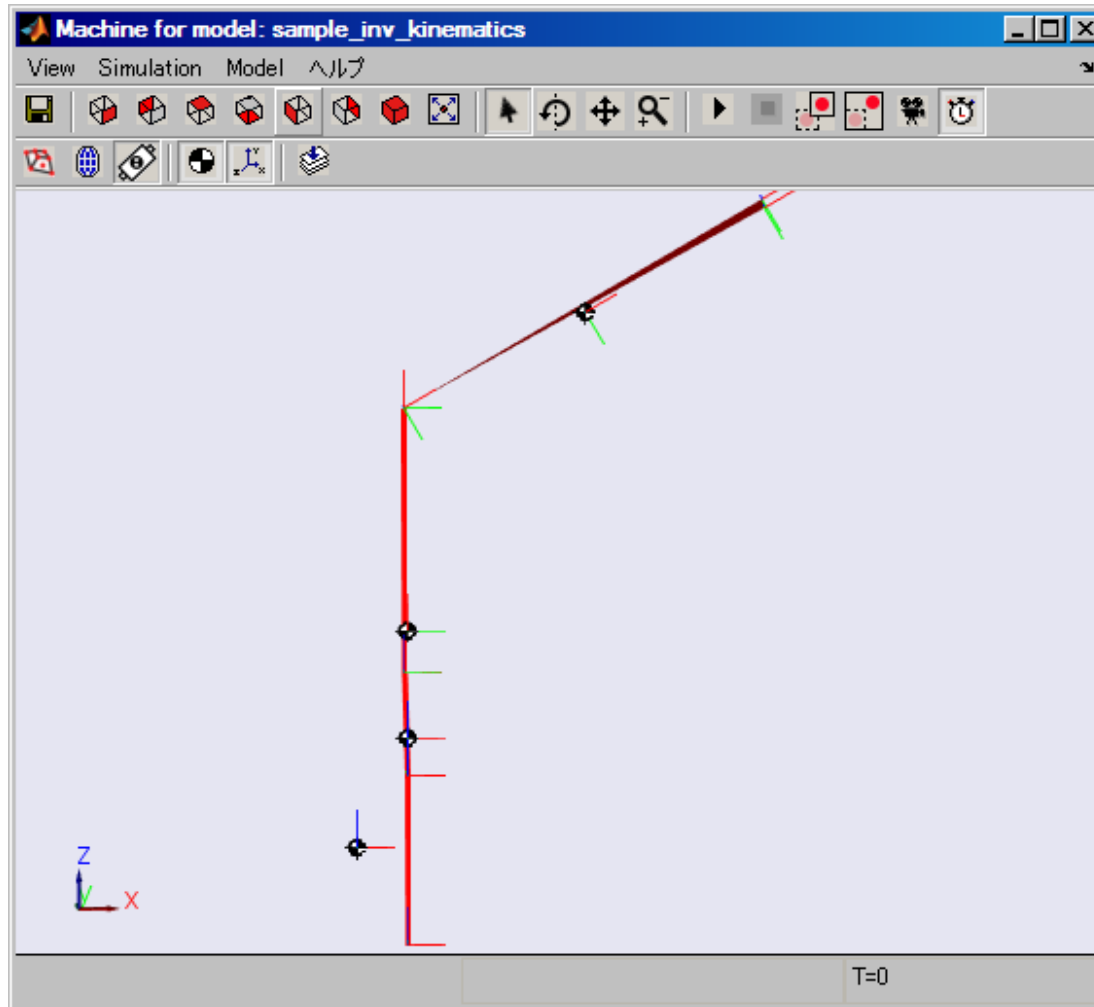 Machine for model: sample_inv_kinematics
View Simulation Model ヘルプ
Z
Y X
T=0